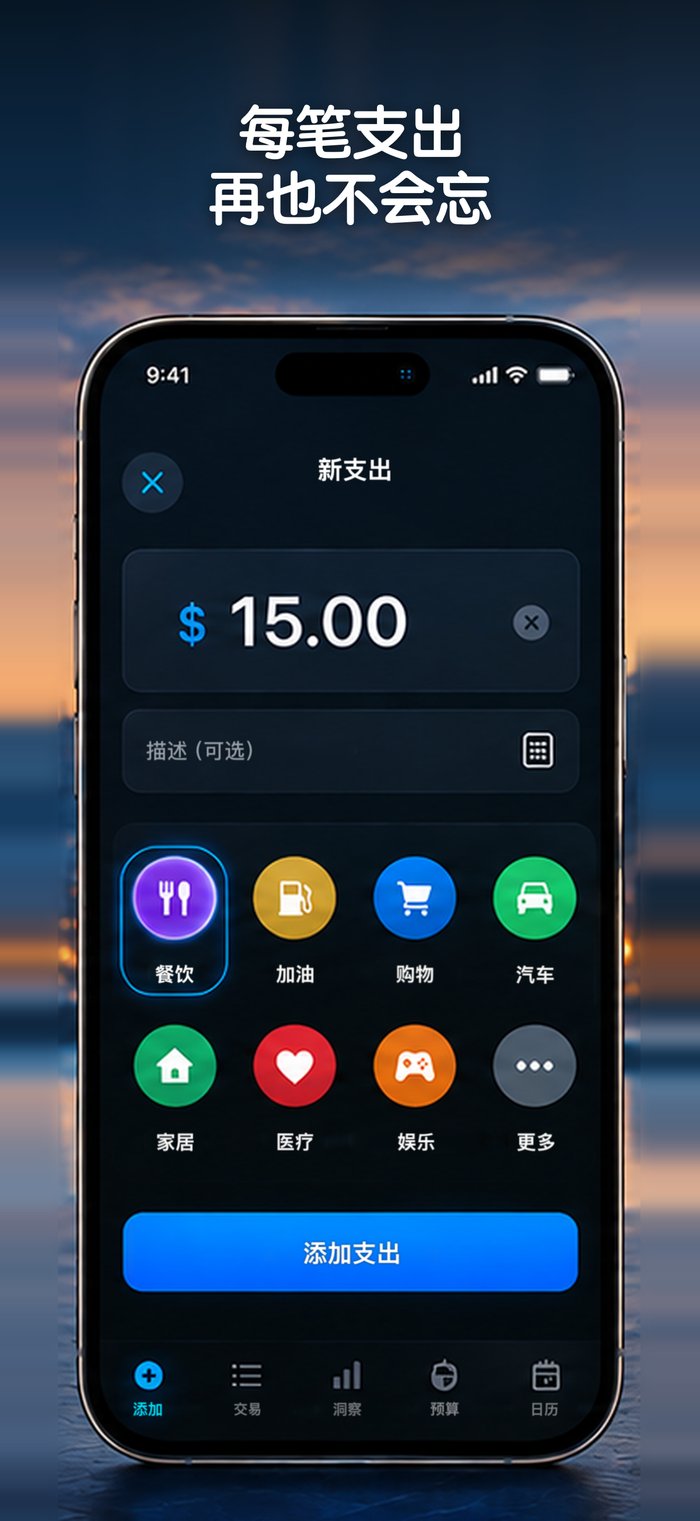 每笔支出
再也不会忘
9:41
新支出
$ 15.00
描述 (可选)
餐饮 加油 购物 汽车
家居 医疗 娱乐 更多
添加支出
添加 交易 洞察 预算 日历